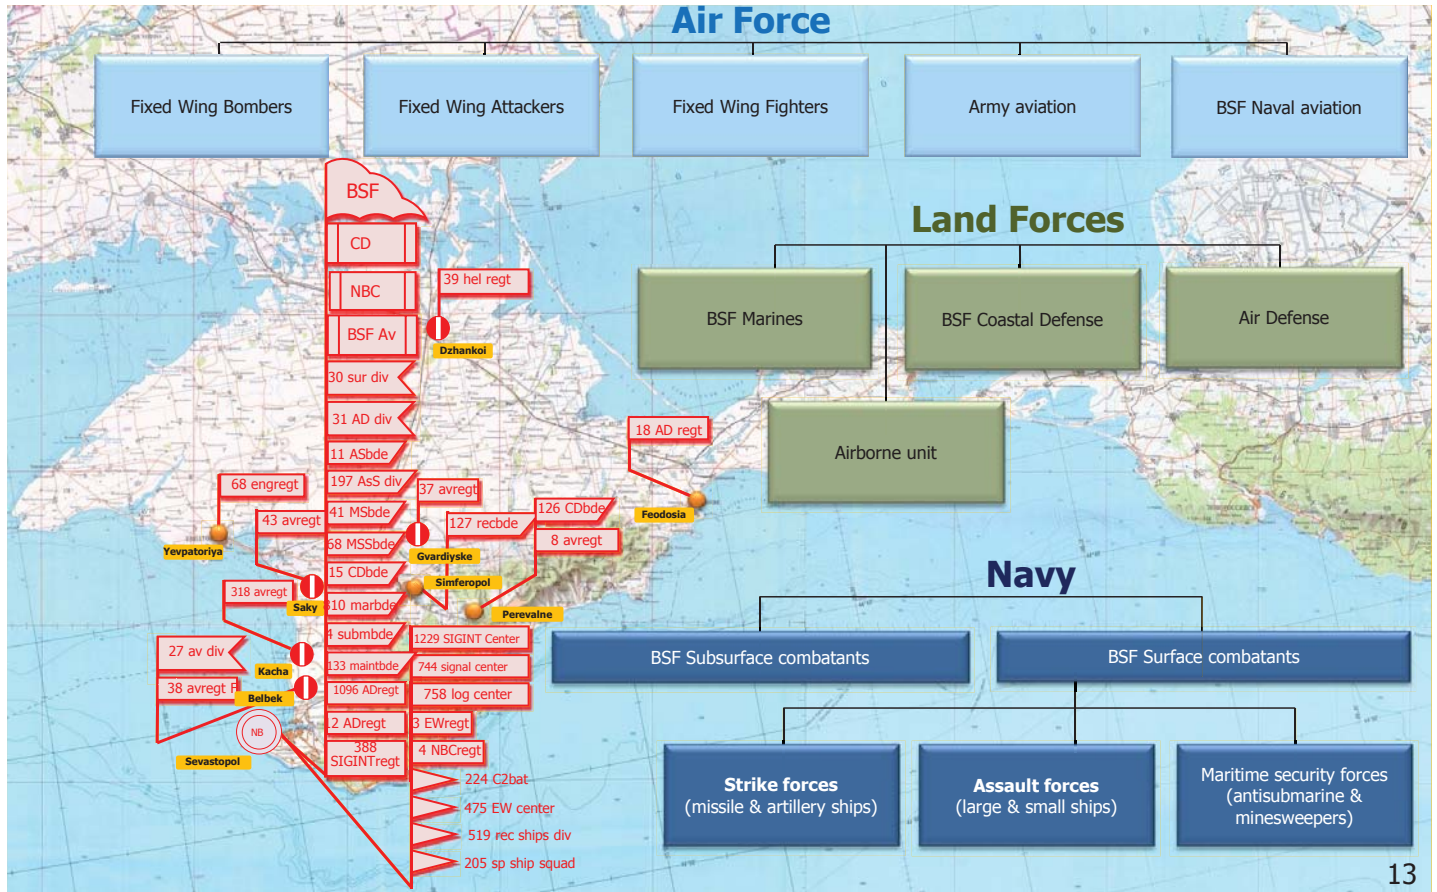 Air Force
Fixed Wing Bombers
Fixed Wing Attackers
Fixed Wing Fighters
Army aviation
BSF Naval aviation
Land Forces
BSF Marines
BSF Coastal Defense
Air Defense
Airborne unit
Navy
BSF Subsurface combatants
BSF Surface combatants
Strike forces
(missile & artillery ships)
Assault forces
(large & small ships)
Maritime security forces
(antisubmarine &
minesweepers)
BSF
CD
NBC
BSF Av
30 sur div
31 AD div
11 ASbde
197 AsS div
41 MSbde
68 MSSbde
15 CDbde
810 marbde
4 submbde
133 maintbde
1096 ADregt
12 ADregt
388
SIGINTregt
1229 SIGINT Center
744 signal center
758 log center
3 EWregt
4 NBCregt
224 C2bat
475 EW center
519 rec ships div
205 sp ship squad
39 hel regt
Dzhankoi
18 AD regt
Feodosia
68 engregt
Yevpatoriya
43 avregt
Saky
37 avregt
Gvardiyske
127 recbde
Simferopol
126 CDbde
8 avregt
Perevalne
318 avregt
Kacha
27 av div
38 avregt F
Belbek
NB
Sevastopol
13